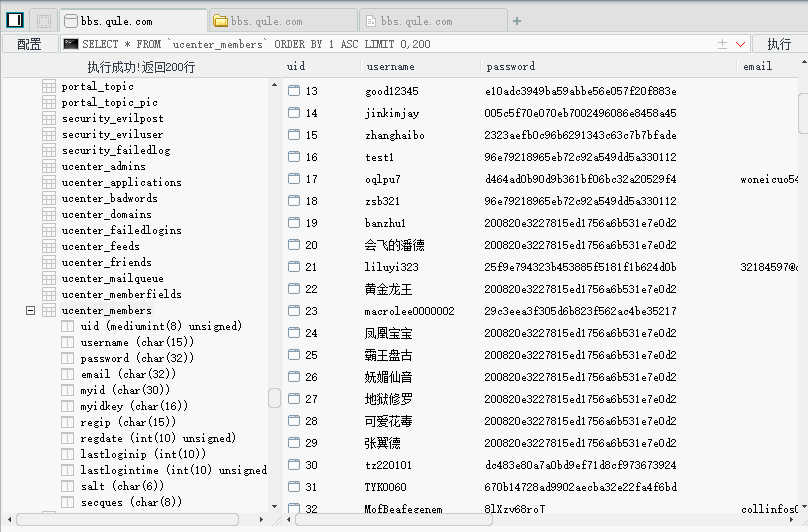 bbs.qule.com
bbs.qule.com
bbs.qule.com
配置
SELECT * FROM `ucenter_members` ORDER BY 1 ASC LIMIT 0,200
执行
执行成功!返回200行
portal_topic
portal_topic_pic
security_evilpost
security_eviluser
security_failedlog
ucenter_admins
ucenter_applications
ucenter_badwords
ucenter_domains
ucenter_failedlogins
ucenter_feeds
ucenter_friends
ucenter_mailqueue
ucenter_memberfields
ucenter_members
uid (mediumint(8) unsigned)
username (char(15))
password (char(32))
email (char(32))
myid (char(30))
myidkey (char(16))
regip (char(15))
regdate (int(10) unsigned)
lastloginip (int(10))
lastlogintime (int(10) unsigned
salt (char(6))
secques (char(8))
uid username password email
13 good12345 e10adc3949ba59abbe56e057f20f883e
14 jinkimjay 005c5f70e070eb7002496086e8458a45
15 zhanghaibo 2323aefb0c96b6291343c63c7b7bfade
16 test1 96e79218965eb72c92a549dd5a330112
17 oqlpu7 d464ad0b90d9b361bf06bc32a20529f4 woneicuo54
18 zsb321 96e79218965eb72c92a549dd5a330112
19 banzhu1 200820e3227815ed1756a6b531e7e0d2
20 会飞的潘德 200820e3227815ed1756a6b531e7e0d2
21 liluyi323 25f9e794323b453885f5181f1b624d0b 32184597@
22 黄金龙王 200820e3227815ed1756a6b531e7e0d2
23 macrolee0000002 29c3eea3f305d6b823f562ac4be35217
24 凤凰宝宝 200820e3227815ed1756a6b531e7e0d2
25 霸王盘古 200820e3227815ed1756a6b531e7e0d2
26 妩媚仙音 200820e3227815ed1756a6b531e7e0d2
27 地狱修罗 200820e3227815ed1756a6b531e7e0d2
28 可爱花毒 200820e3227815ed1756a6b531e7e0d2
29 张翼德 200820e3227815ed1756a6b531e7e0d2
30 tz220101 dc483e80a7a0bd9ef71d8cf973673924
31 TYK0060 670b14728ad9902aecba32e22fa4f6bd
32 MofBeafegenem 8lXzv68roT collinfos